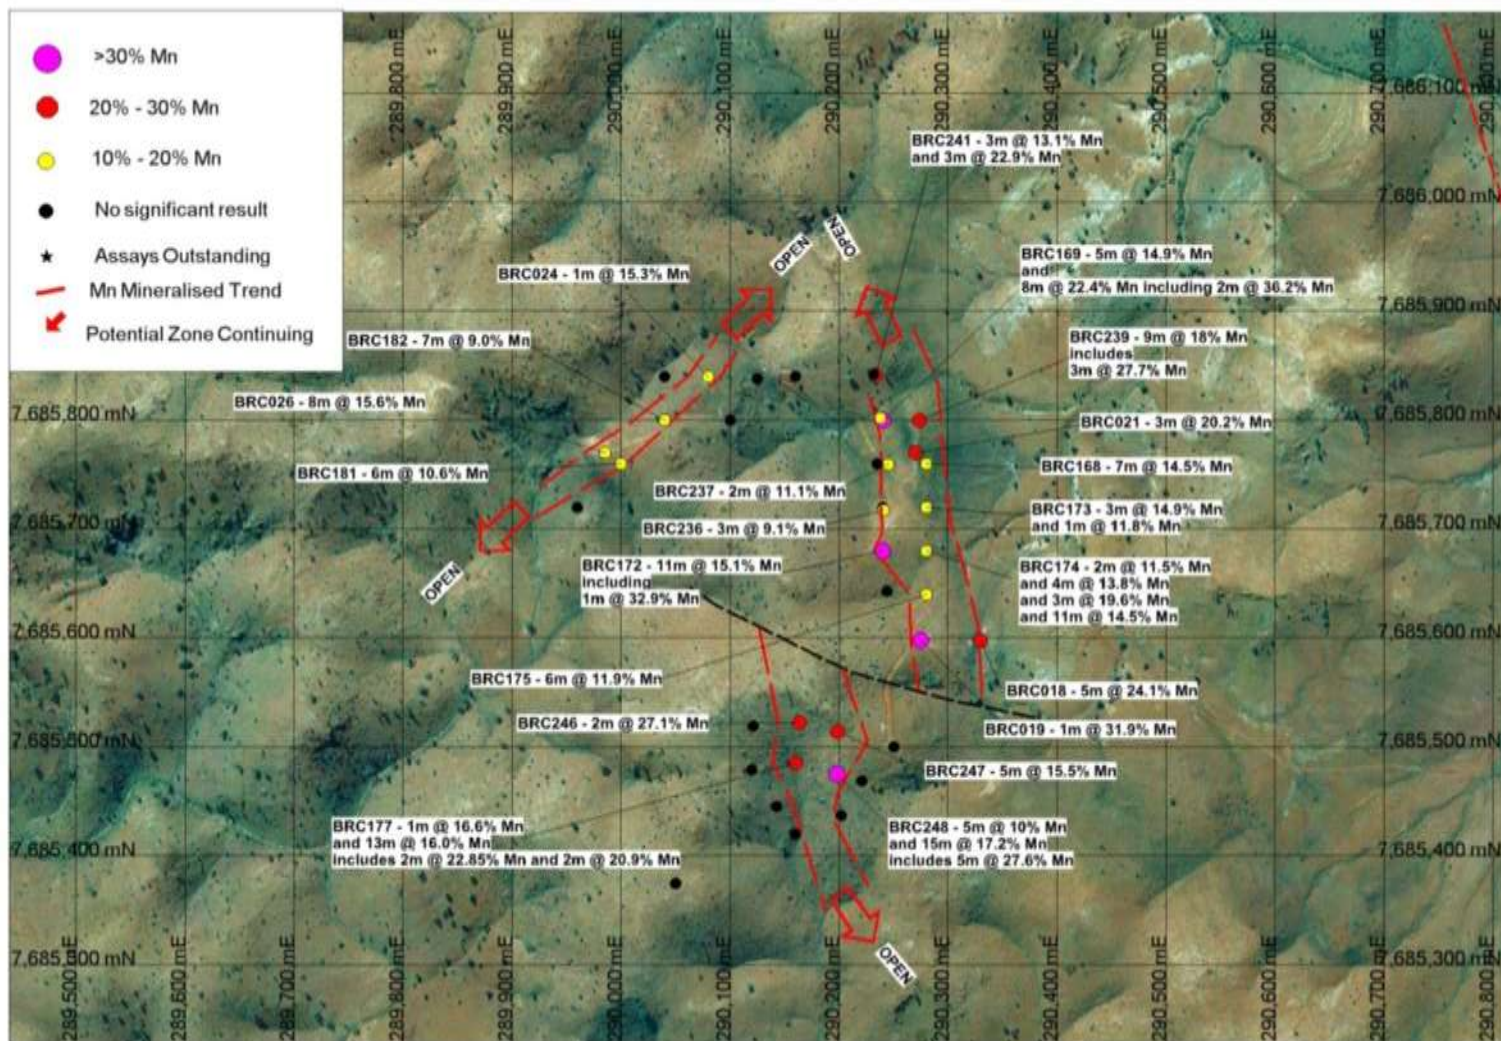 >30% Mn
20% - 30% Mn
10% - 20% Mn
No significant result
Assays Outstanding
Mn Mineralised Trend
Potential Zone Continuing
289,800 mE
289,900 mE
290,000 mE
290,100 mE
290,200 mE
290,300 mE
290,400 mE
290,500 mE
290,600 mE
290,700 mE
290,800 mE
7,686,100 mN
BRC241 - 3m @ 13.1% Mn
and 3m @ 22.9% Mn
7,686,000 mN
OPEN
OPEN
BRC024 - 1m @ 15.3% Mn
BRC169 - 5m @ 14.9% Mn
and
8m @ 22.4% Mn including 2m @ 36.2% Mn
7,685,900 mN
BRC182 - 7m @ 9.0% Mn
BRC239 - 9m @ 18% Mn
includes
3m @ 27.7% Mn
BRC026 - 8m @ 15.6% Mn
7,685,800 mN
7,685,800 mN
BRC021 - 3m @ 20.2% Mn
BRC181 - 6m @ 10.6% Mn
BRC168 - 7m @ 14.5% Mn
BRC237 - 2m @ 11.1% Mn
BRC173 - 3m @ 14.9% Mn
and 1m @ 11.8% Mn
7,685,700 mN
7,685,700 mN
BRC236 - 3m @ 9.1% Mn
OPEN
BRC172 - 11m @ 15.1% Mn
including
1m @ 32.9% Mn
BRC174 - 2m @ 11.5% Mn
and 4m @ 13.8% Mn
and 3m @ 19.6% Mn
and 11m @ 14.5% Mn
7,685,600 mN
7,685,600 mN
BRC175 - 6m @ 11.9% Mn
BRC018 - 5m @ 24.1% Mn
BRC246 - 2m @ 27.1% Mn
BRC019 - 1m @ 31.9% Mn
7,685,500 mN
7,685,500 mN
BRC247 - 5m @ 15.5% Mn
BRC177 - 1m @ 16.6% Mn
and 13m @ 16.0% Mn
includes 2m @ 22.85% Mn and 2m @ 20.9% Mn
BRC248 - 5m @ 10% Mn
and 15m @ 17.2% Mn
includes 5m @ 27.6% Mn
7,685,400 mN
7,685,400 mN
OPEN
7,685,300 mN
7,685,300 mN
289,500 mE
289,600 mE
289,700 mE
289,800 mE
289,900 mE
290,000 mE
290,100 mE
290,200 mE
290,300 mE
290,400 mE
290,500 mE
290,600 mE
290,700 mE
290,800 mE